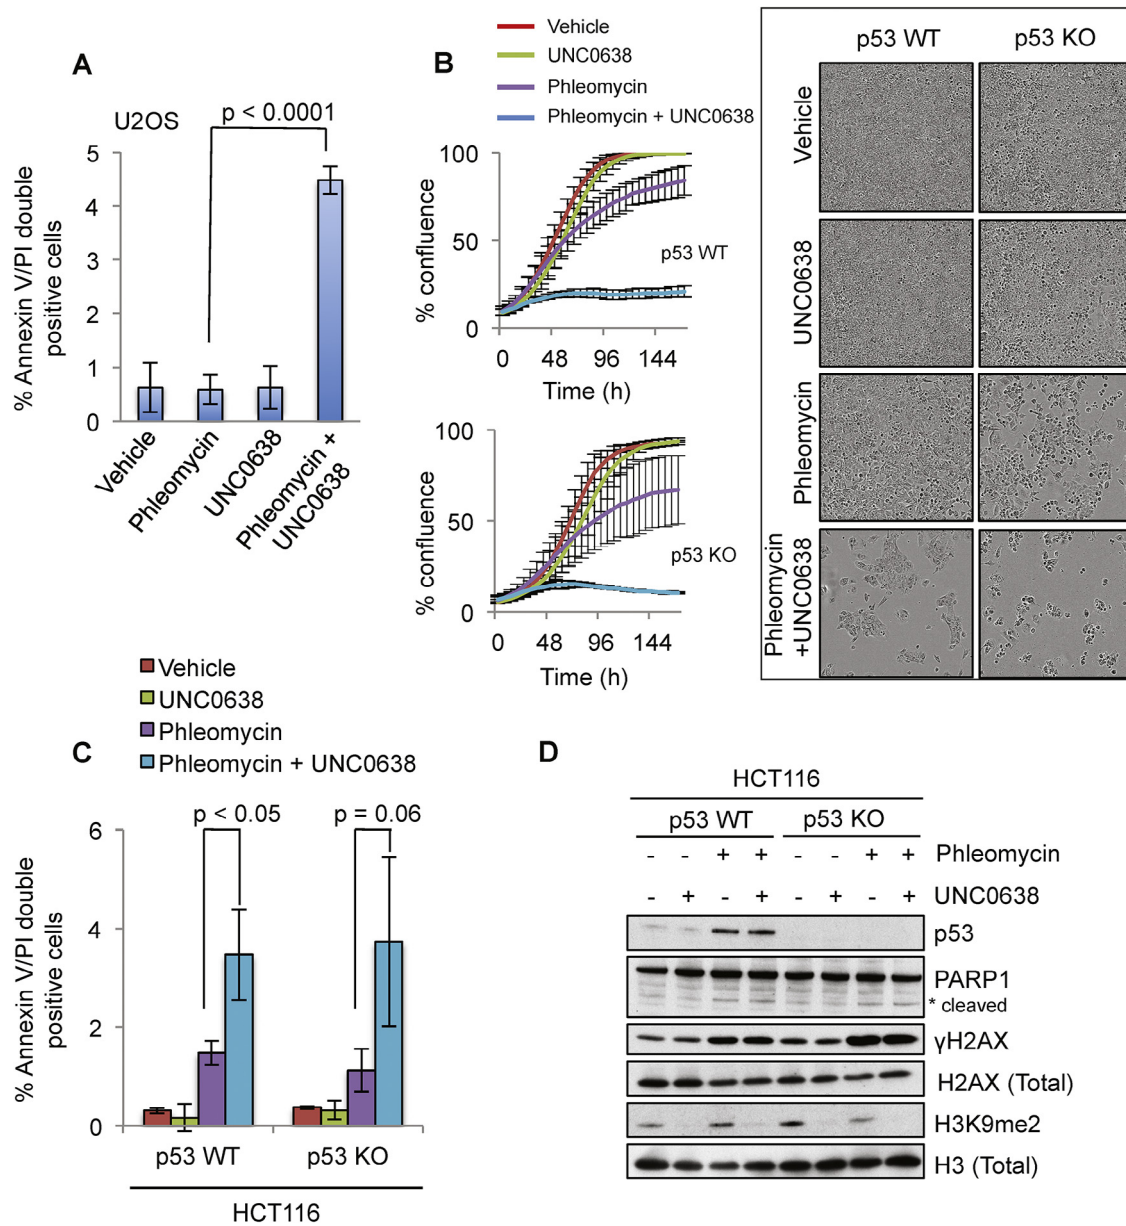 A
U2OS
p < 0.0001
% Annexin V/PI double
positive cells
5
4
3
2
1
0
Vehicle
Phleomycin
UNC0638
Phleomycin +
UNC0638
B
Vehicle
UNC0638
Phleomycin
Phleomycin + UNC0638
% confluence
100
50
0
p53 WT
0 48 96 144
Time (h)
% confluence
100
50
0
p53 KO
0 48 96 144
Time (h)
p53 WT p53 KO
Vehicle
UNC0638
Phleomycin
Phleomycin
+UNC0638
C
Vehicle
UNC0638
Phleomycin
Phleomycin + UNC0638
% Annexin V/PI double
positive cells
6
4
2
0
p < 0.05 p = 0.06
p53 WT p53 KO
HCT116
D
HCT116
p53 WT p53 KO
- - + + - - + + Phleomycin
- + - + - + - + UNC0638
p53
PARP1
* cleaved
γH2AX
H2AX (Total)
H3K9me2
H3 (Total)